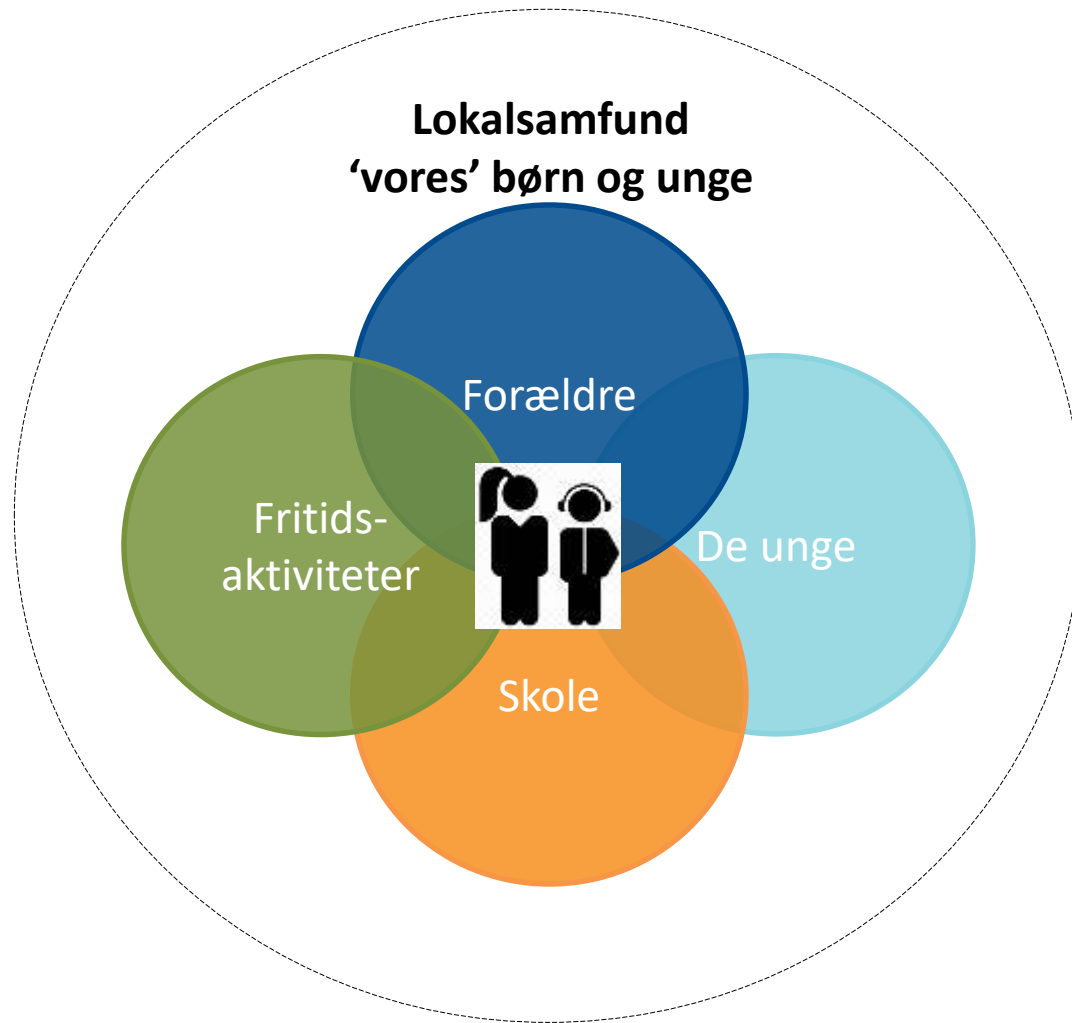 Lokalsamfund
‘vores’ børn og unge
Forældre
Fritids-
aktiviteter
De unge
Skole